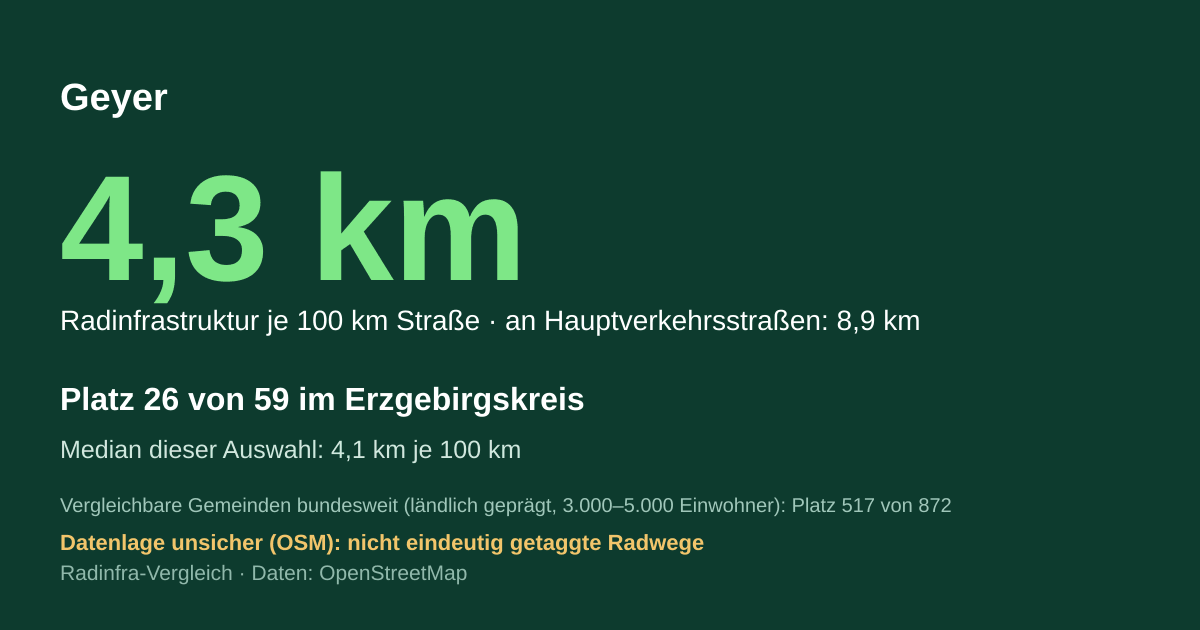 Geyer
4,3 km
Radinfrastruktur je 100 km Straße · an Hauptverkehrsstraßen: 8,9 km
Platz 26 von 59 im Erzgebirgskreis
Median dieser Auswahl: 4,1 km je 100 km
Vergleichbare Gemeinden bundesweit (ländlich geprägt, 3.000–5.000 Einwohner): Platz 517 von 872
Datenlage unsicher (OSM): nicht eindeutig getaggte Radwege
Radinfra-Vergleich · Daten: OpenStreetMap